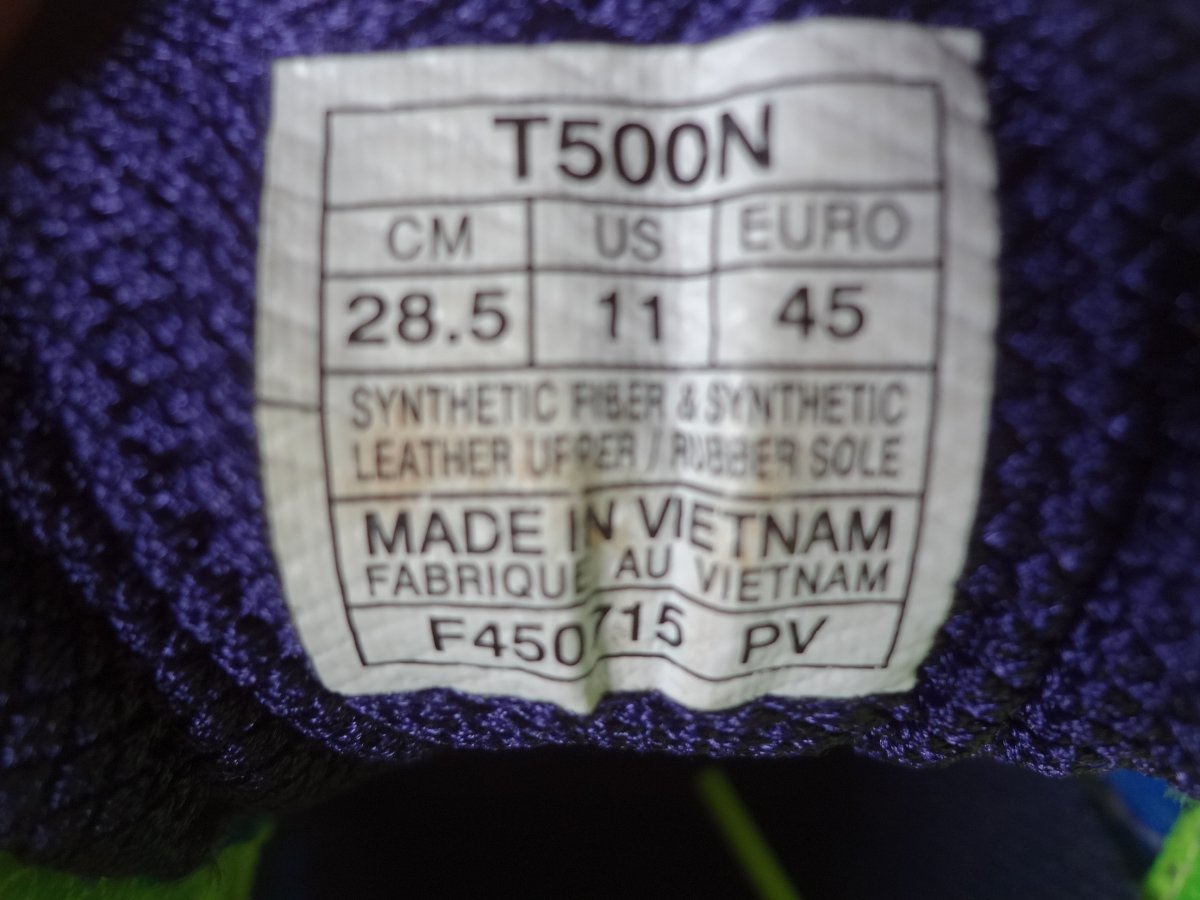 T500N
CM US EURO
28.5 11 45
SYNTHETIC FIBER & SYNTHETIC
LEATHER UPPER / RUBBER SOLE
MADE IN VIETNAM
FABRIQUE AU VIETNAM
F450715 PV